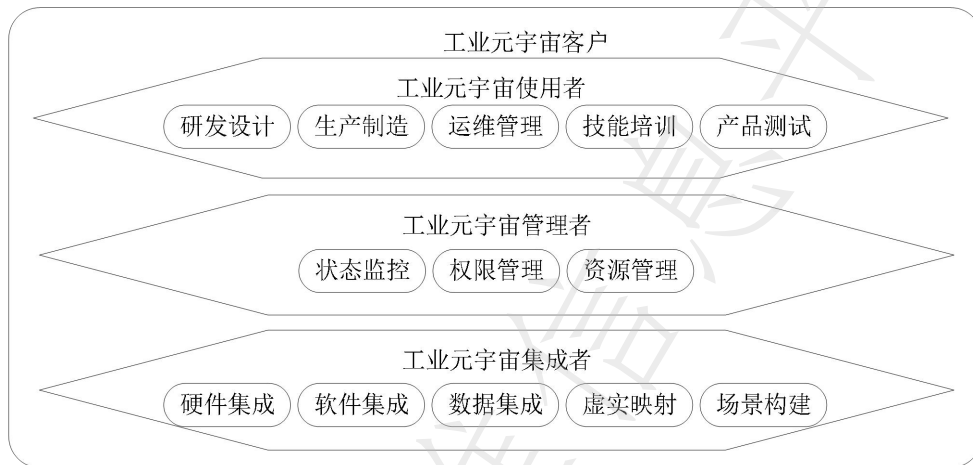 工业元宇宙客户
工业元宇宙使用者
研发设计 生产制造 运维管理 技能培训 产品测试
工业元宇宙管理者
状态监控 权限管理 资源管理
工业元宇宙集成者
硬件集成 软件集成 数据集成 虚实映射 场景构建